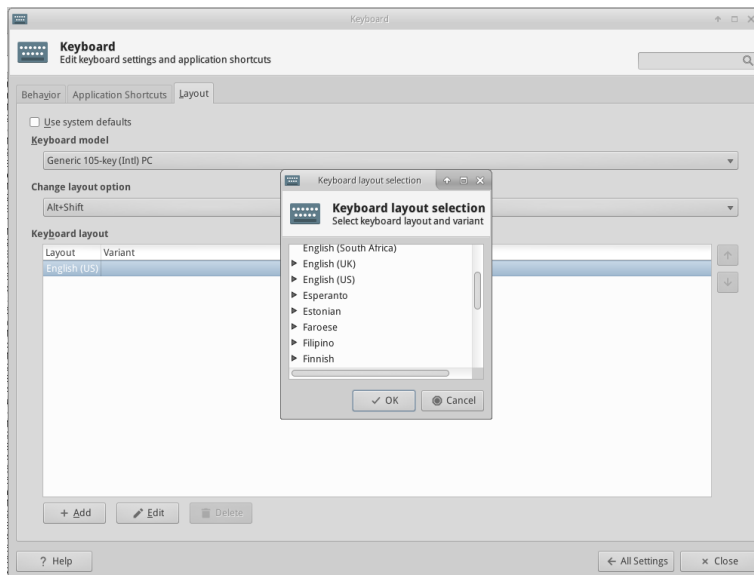 Keyboard
Keyboard
Edit keyboard settings and application shortcuts
Behavior Application Shortcuts Layout
Use system defaults
Keyboard model
Generic 105-key (Intl) PC
Change layout option
Alt+Shift
Keyboard layout
Layout Variant
English (US)
Keyboard layout selection
Keyboard layout selection
Select keyboard layout and variant
English (South Africa)
English (UK)
English (US)
Esperanto
Estonian
Faroese
Filipino
Finnish
OK Cancel
+ Add Edit Delete
? Help All Settings Close